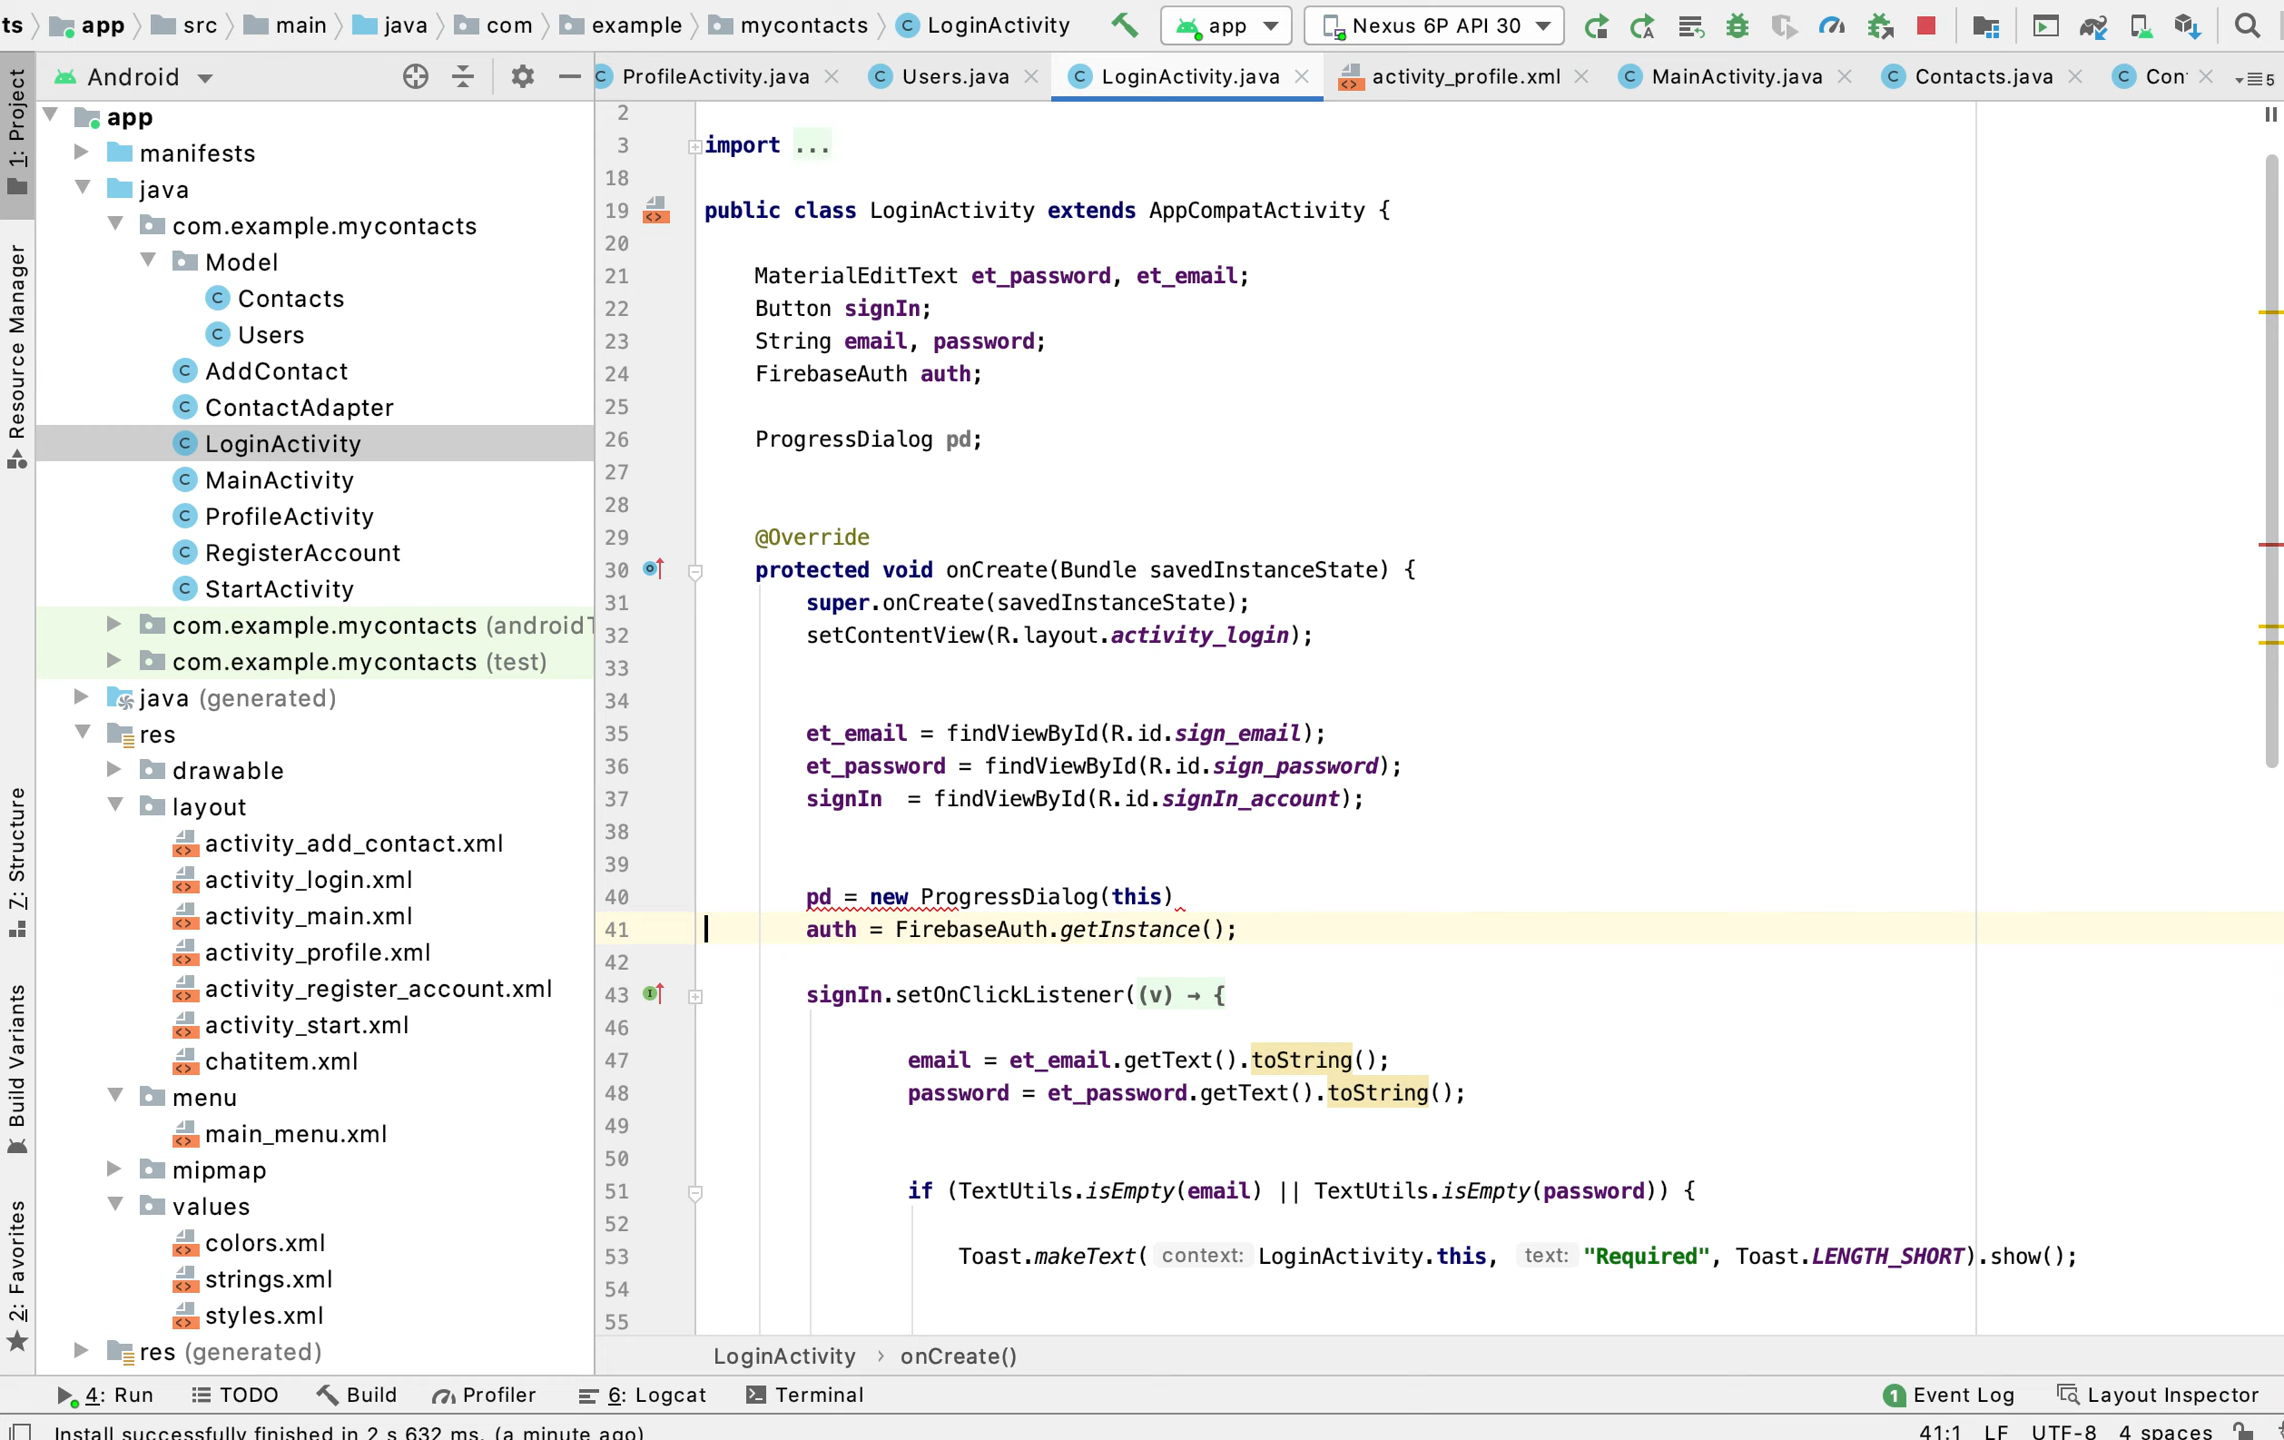 ts app src main java com example mycontacts LoginActivity app Nexus 6P API 30
Android
ProfileActivity.java Users.java LoginActivity.java activity_profile.xml MainActivity.java Contacts.java Con 5
1: Project
Resource Manager
7: Structure
Build Variants
2: Favorites
app
manifests
java
com.example.mycontacts
Model
Contacts
Users
AddContact
ContactAdapter
LoginActivity
MainActivity
ProfileActivity
RegisterAccount
StartActivity
com.example.mycontacts (androidT
com.example.mycontacts (test)
java (generated)
res
drawable
layout
activity_add_contact.xml
activity_login.xml
activity_main.xml
activity_profile.xml
activity_register_account.xml
activity_start.xml
chatitem.xml
menu
main_menu.xml
mipmap
values
colors.xml
strings.xml
styles.xml
res (generated)
2
3 import ...
18
19 public class LoginActivity extends AppCompatActivity {
20
21 MaterialEditText et_password, et_email;
22 Button signIn;
23 String email, password;
24 FirebaseAuth auth;
25
26 ProgressDialog pd;
27
28
29 @Override
30 protected void onCreate(Bundle savedInstanceState) {
31 super.onCreate(savedInstanceState);
32 setContentView(R.layout.activity_login);
33
34
35 et_email = findViewById(R.id.sign_email);
36 et_password = findViewById(R.id.sign_password);
37 signIn  = findViewById(R.id.signIn_account);
38
39
40 pd = new ProgressDialog(this)
41 auth = FirebaseAuth.getInstance();
42
43 signIn.setOnClickListener((v) → {
46
47 email = et_email.getText().toString();
48 password = et_password.getText().toString();
49
50
51 if (TextUtils.isEmpty(email) || TextUtils.isEmpty(password)) {
52
53 Toast.makeText( context: LoginActivity.this, text: "Required", Toast.LENGTH_SHORT).show();
54
55
LoginActivity › onCreate()
4: Run TODO Build Profiler 6: Logcat Terminal 1 Event Log Layout Inspector
Install successfully finished in 2 s 632 ms. (a minute ago) 41:1 LF UTF-8 4 spaces